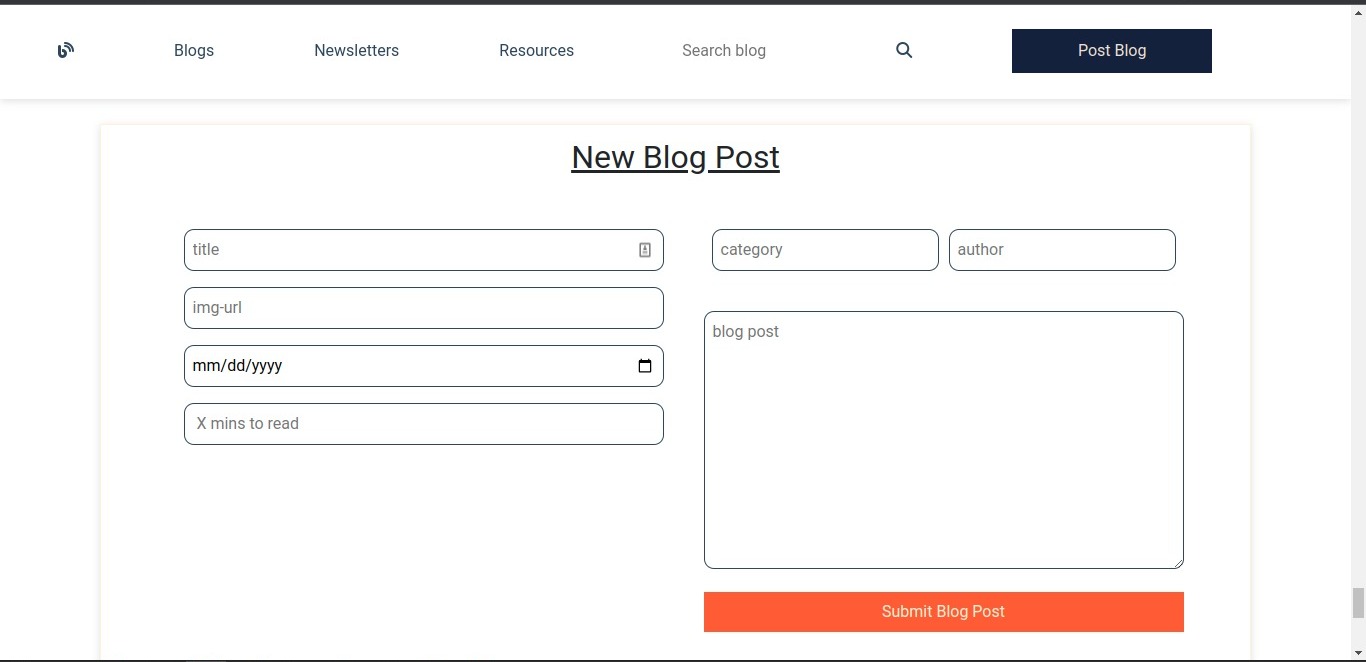 Blogs Newsletters Resources Search blog Post Blog
New Blog Post
title category author
img-url
blog post
mm/dd/yyyy
X mins to read
Submit Blog Post